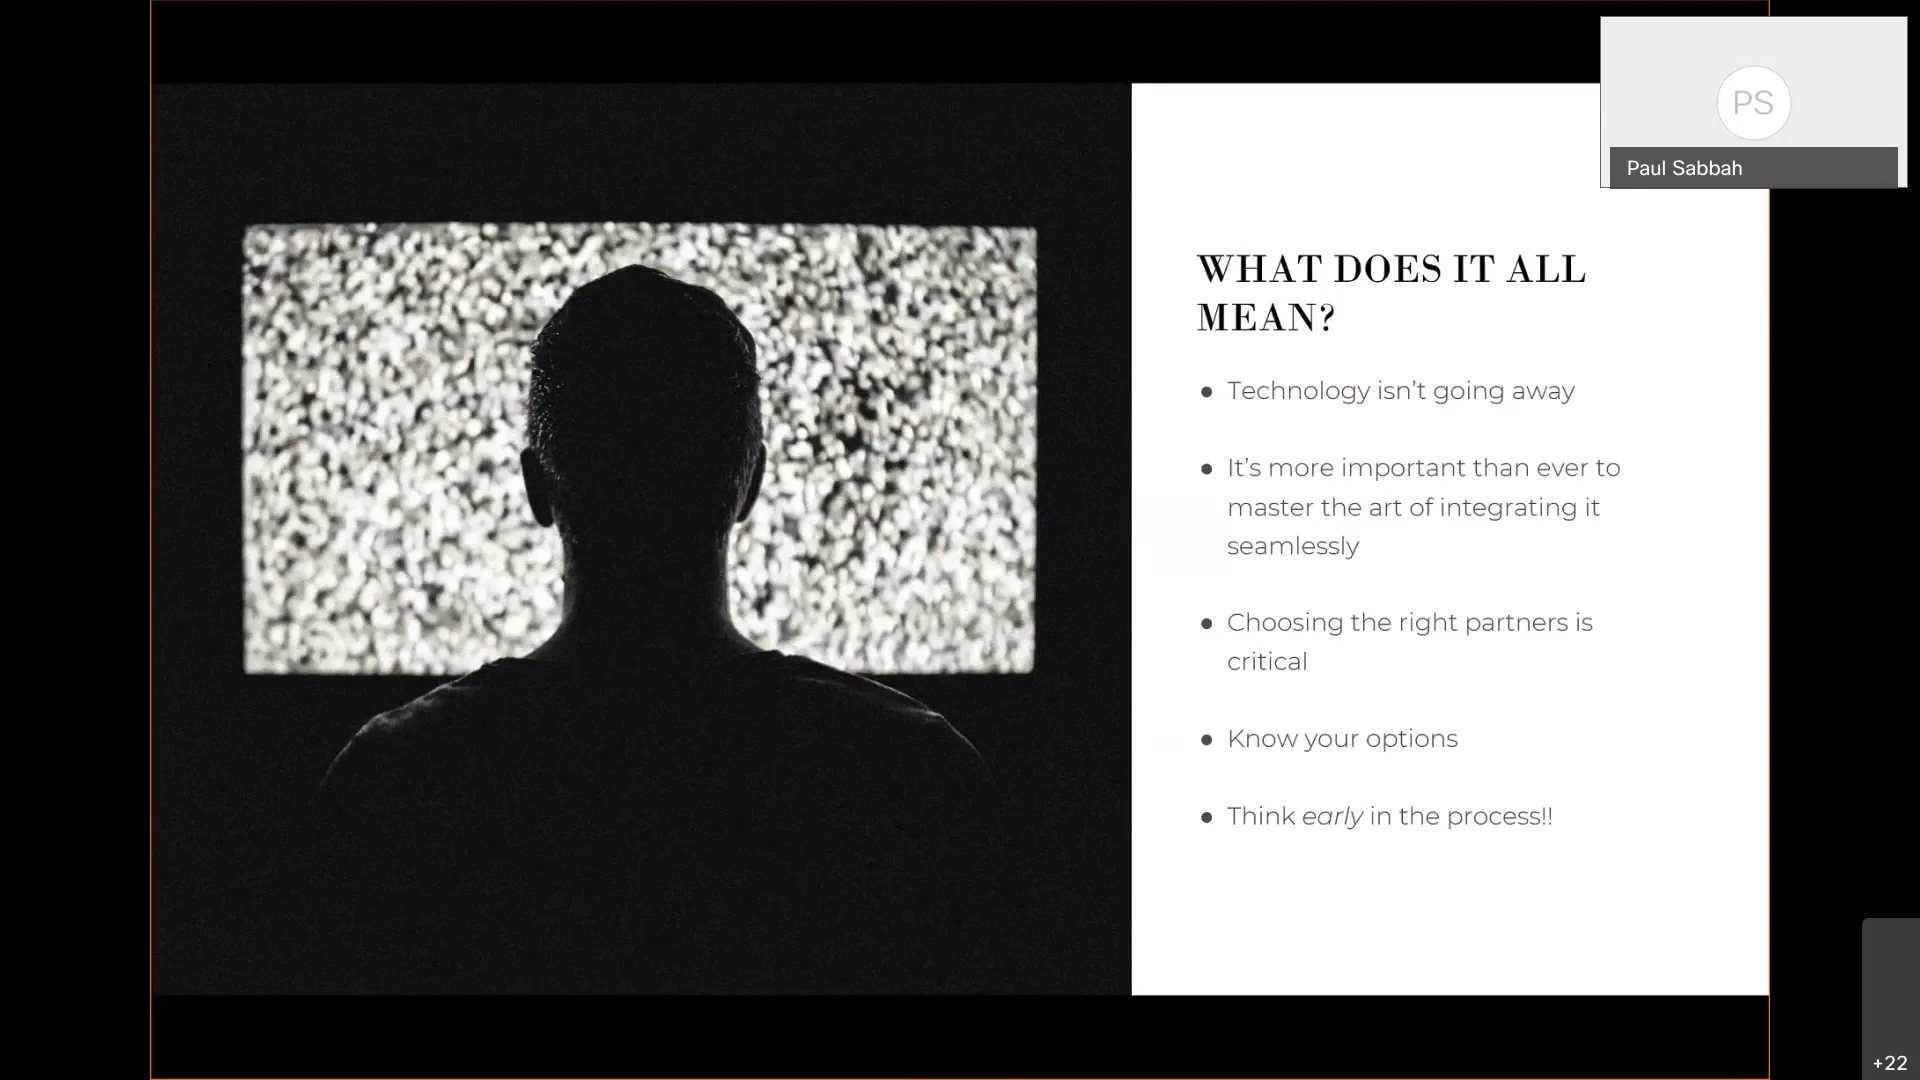 PS
Paul Sabbah
WHAT DOES IT ALL
MEAN?
● Technology isn’t going away
● It’s more important than ever to
master the art of integrating it
seamlessly
● Choosing the right partners is
critical
● Know your options
● Think early in the process!!
+22